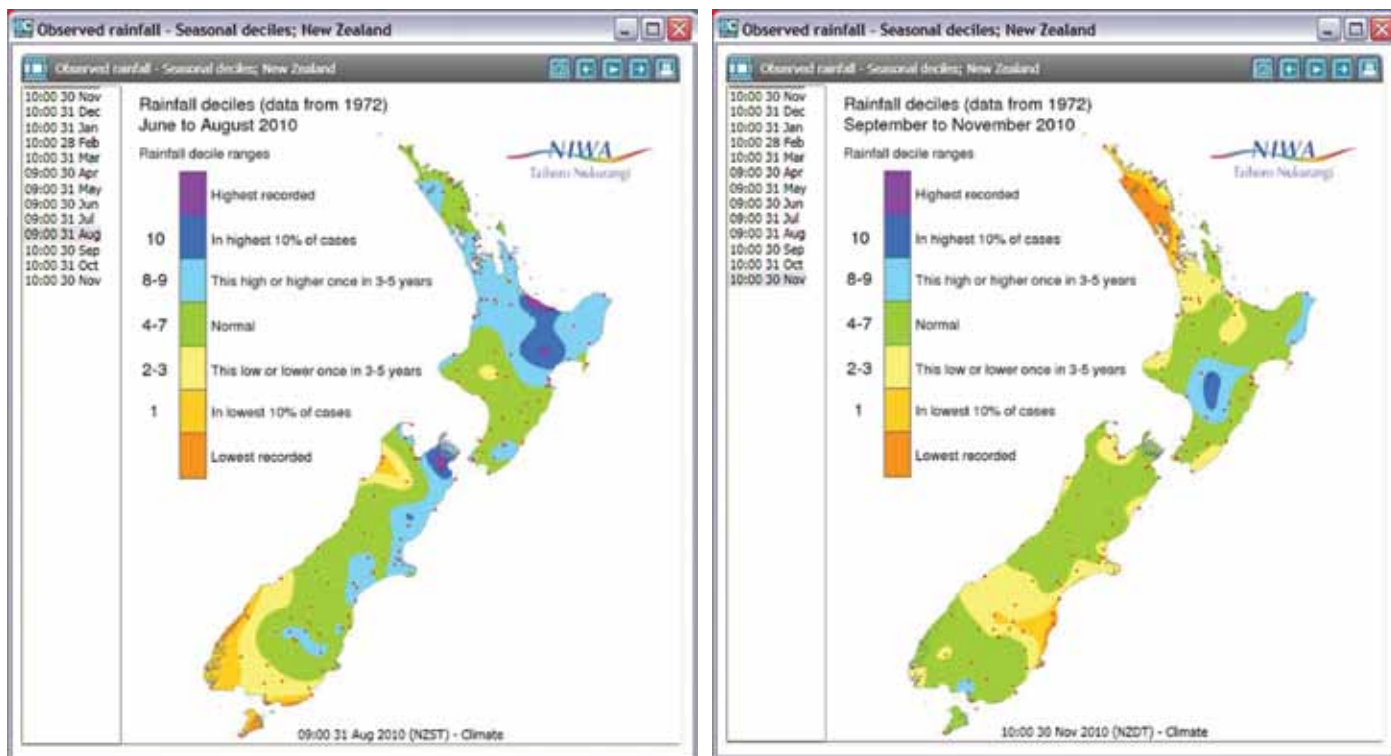 Observed rainfall - Seasonal deciles; New Zealand
Observed rainfall - Seasonal deciles; New Zealand
10:00 30 Nov
10:00 31 Dec
10:00 31 Jan
10:00 28 Feb
10:00 31 Mar
09:00 30 Apr
09:00 31 May
09:00 30 Jun
09:00 31 Jul
09:00 31 Aug
10:00 30 Sep
10:00 31 Oct
10:00 30 Nov
Rainfall deciles (data from 1972)
June to August 2010
NIWA
Taihoro Nukurangi
Rainfall decile ranges
Highest recorded
10 In highest 10% of cases
8-9 This high or higher once in 3-5 years
4-7 Normal
2-3 This low or lower once in 3-5 years
1 In lowest 10% of cases
Lowest recorded
09:00 31 Aug 2010 (NZST) - Climate
Observed rainfall - Seasonal deciles; New Zealand
Observed rainfall - Seasonal deciles; New Zealand
10:00 30 Nov
10:00 31 Dec
10:00 31 Jan
10:00 28 Feb
10:00 31 Mar
09:00 30 Apr
09:00 31 May
09:00 30 Jun
09:00 31 Jul
09:00 31 Aug
10:00 30 Sep
10:00 31 Oct
10:00 30 Nov
Rainfall deciles (data from 1972)
September to November 2010
NIWA
Taihoro Nukurangi
Rainfall decile ranges
Highest recorded
10 In highest 10% of cases
8-9 This high or higher once in 3-5 years
4-7 Normal
2-3 This low or lower once in 3-5 years
1 In lowest 10% of cases
Lowest recorded
10:00 30 Nov 2010 (NZDT) - Climate